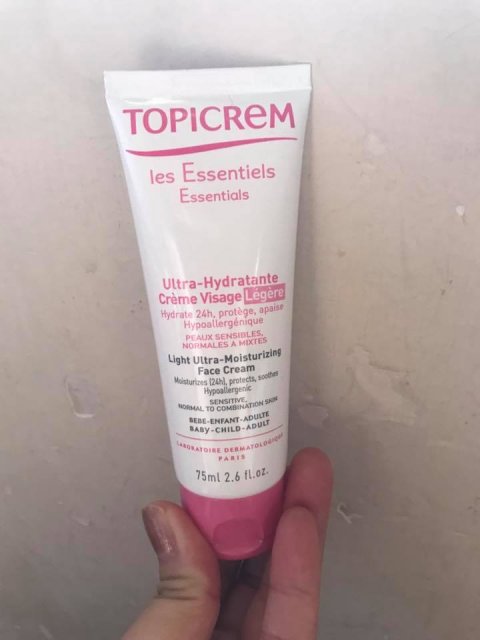 TOPICREM
les Essentiels
Essentials
Ultra-Hydratante
Crème Visage Légère
Hydrate 24h, protège, apaise
Hypoallergénique
PEAUX SENSIBLES,
NORMALES A MIXTES
Light Ultra-Moisturizing
Face Cream
Moisturizes (24h), protects, soothes
Hypoallergenic
SENSITIVE,
NORMAL TO COMBINATION SKIN
BEBE-ENFANT-ADULTE
BABY-CHILD-ADULT
LABORATOIRE DERMATOLOGIQUE
PARIS
75ml 2.6 fl.oz.